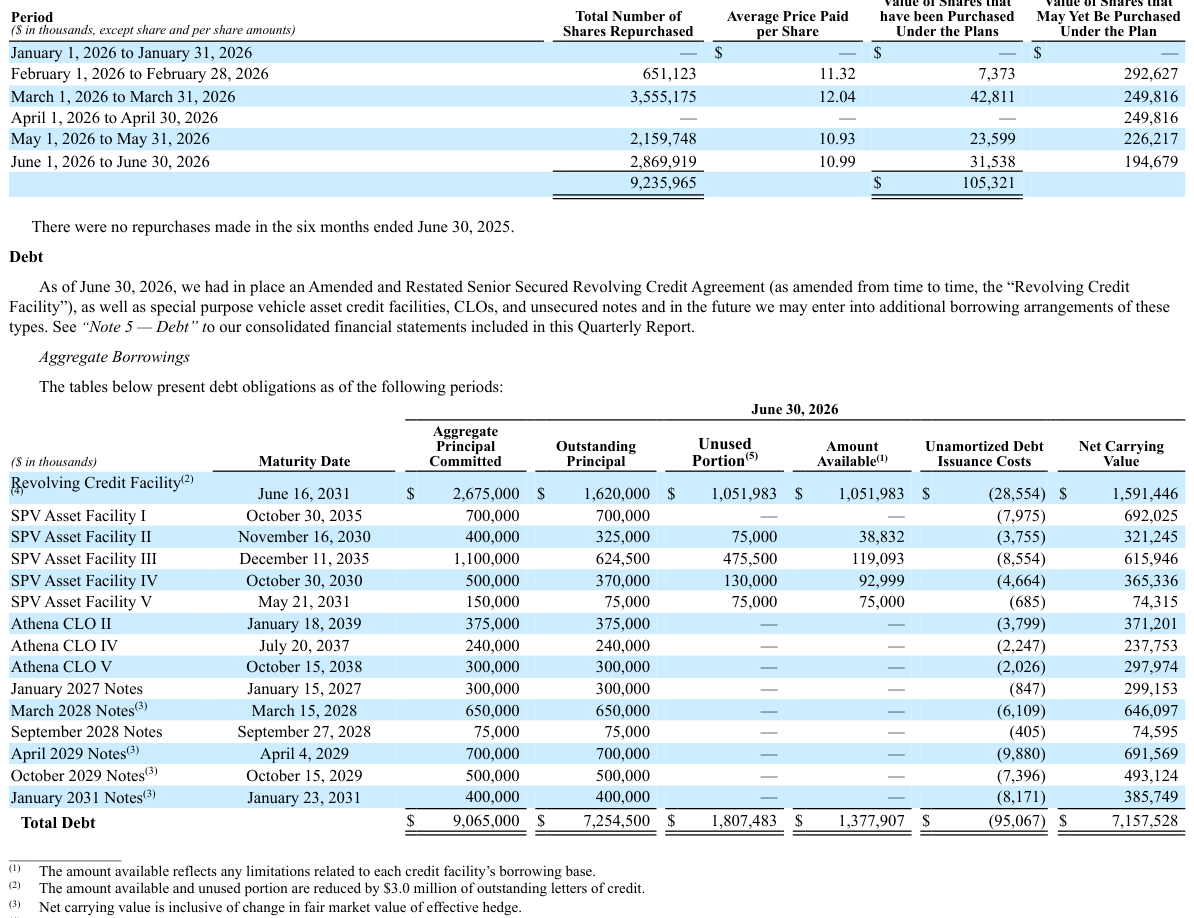 Period
($ in thousands, except share and per share amounts)
Total Number of Shares Repurchased
Average Price Paid per Share
Value of Shares that have been Purchased Under the Plans
Value of Shares that May Yet Be Purchased Under the Plan
January 1, 2026 to January 31, 2026 — $ — $ — $ —
February 1, 2026 to February 28, 2026 651,123 11.32 7,373 292,627
March 1, 2026 to March 31, 2026 3,555,175 12.04 42,811 249,816
April 1, 2026 to April 30, 2026 — — — 249,816
May 1, 2026 to May 31, 2026 2,159,748 10.93 23,599 226,217
June 1, 2026 to June 30, 2026 2,869,919 10.99 31,538 194,679
9,235,965 $ 105,321
There were no repurchases made in the six months ended June 30, 2025.
Debt
As of June 30, 2026, we had in place an Amended and Restated Senior Secured Revolving Credit Agreement (as amended from time to time, the “Revolving Credit
Facility”), as well as special purpose vehicle asset credit facilities, CLOs, and unsecured notes and in the future we may enter into additional borrowing arrangements of these
types. See “Note 5 — Debt” to our consolidated financial statements included in this Quarterly Report.
Aggregate Borrowings
The tables below present debt obligations as of the following periods:
June 30, 2026
($ in thousands) Maturity Date Aggregate Principal Committed Outstanding Principal Unused Portion(5) Amount Available(1) Unamortized Debt Issuance Costs Net Carrying Value
Revolving Credit Facility(2)(4) June 16, 2031 $ 2,675,000 $ 1,620,000 $ 1,051,983 $ 1,051,983 $ (28,554) $ 1,591,446
SPV Asset Facility I October 30, 2035 700,000 700,000 — — (7,975) 692,025
SPV Asset Facility II November 16, 2030 400,000 325,000 75,000 38,832 (3,755) 321,245
SPV Asset Facility III December 11, 2035 1,100,000 624,500 475,500 119,093 (8,554) 615,946
SPV Asset Facility IV October 30, 2030 500,000 370,000 130,000 92,999 (4,664) 365,336
SPV Asset Facility V May 21, 2031 150,000 75,000 75,000 75,000 (685) 74,315
Athena CLO II January 18, 2039 375,000 375,000 — — (3,799) 371,201
Athena CLO IV July 20, 2037 240,000 240,000 — — (2,247) 237,753
Athena CLO V October 15, 2038 300,000 300,000 — — (2,026) 297,974
January 2027 Notes January 15, 2027 300,000 300,000 — — (847) 299,153
March 2028 Notes(3) March 15, 2028 650,000 650,000 — — (6,109) 646,097
September 2028 Notes September 27, 2028 75,000 75,000 — — (405) 74,595
April 2029 Notes(3) April 4, 2029 700,000 700,000 — — (9,880) 691,569
October 2029 Notes(3) October 15, 2029 500,000 500,000 — — (7,396) 493,124
January 2031 Notes(3) January 23, 2031 400,000 400,000 — — (8,171) 385,749
Total Debt $ 9,065,000 $ 7,254,500 $ 1,807,483 $ 1,377,907 $ (95,067) $ 7,157,528
(1) The amount available reflects any limitations related to each credit facility’s borrowing base.
(2) The amount available and unused portion are reduced by $3.0 million of outstanding letters of credit.
(3) Net carrying value is inclusive of change in fair market value of effective hedge.